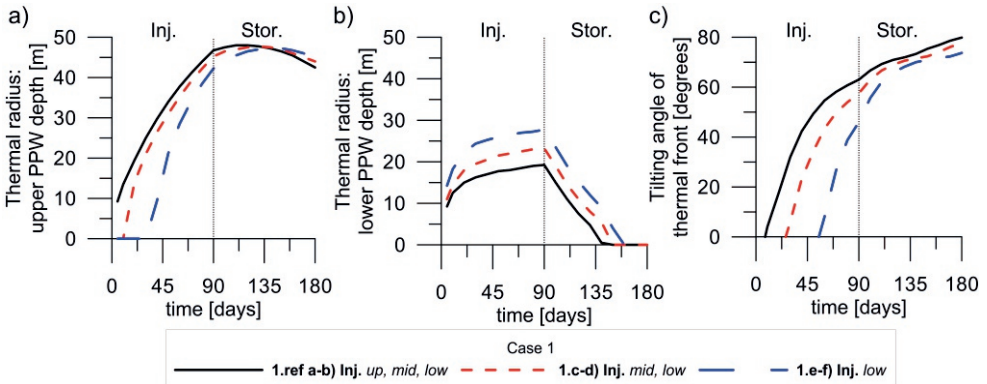 a)
Inj.
Stor.
Thermal radius:
upper PPW depth [m]
50
40
30
20
10
0
0
45
90
135
180
time [days]
b)
Inj.
Stor.
Thermal radius:
lower PPW depth [m]
50
40
30
20
10
0
0
45
90
135
180
time [days]
c)
Inj.
Stor.
Tilting angle of
thermal front [degrees]
80
60
40
20
0
0
45
90
135
180
time [days]
Case 1
1.ref a-b) Inj. up, mid, low
1.c-d) Inj. mid, low
1.e-f) Inj. low